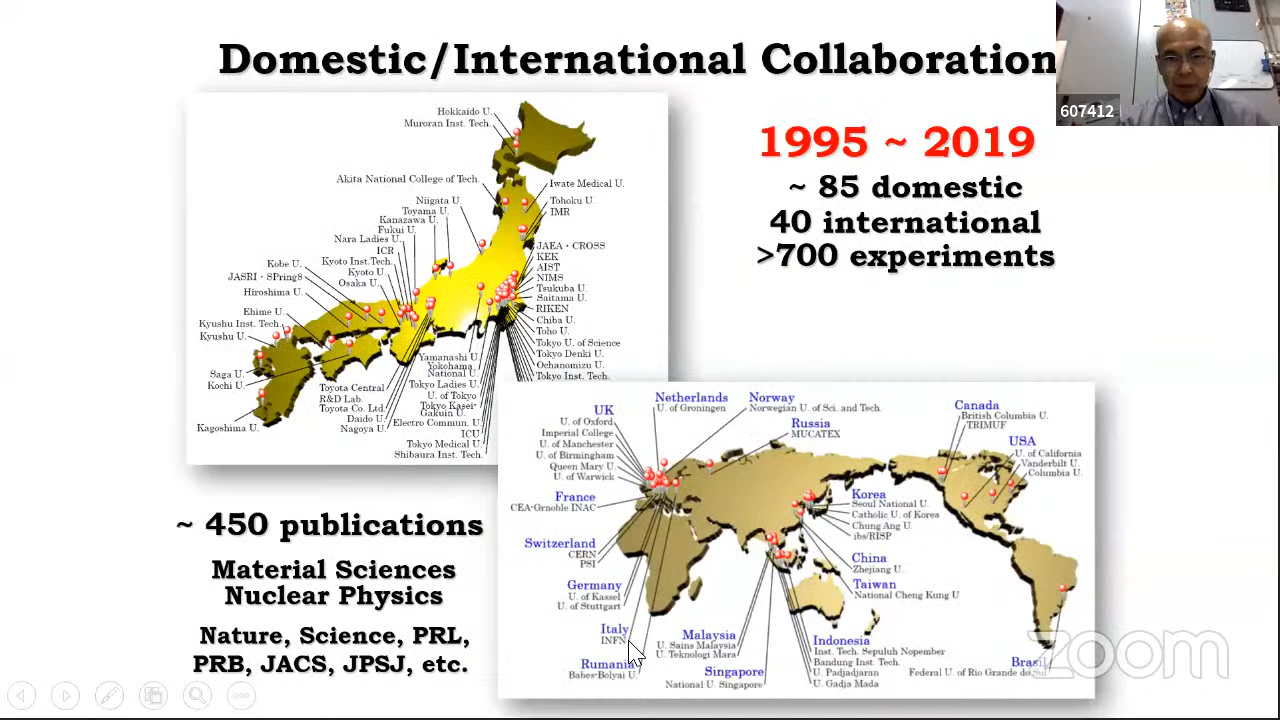 Domestic/International Collaboration
607412
1995 ~ 2019
~ 85 domestic
40 international
>700 experiments
Hokkaido U.
Muroran Inst. Tech.
Akita National College of Tech.
Iwate Medical U.
Niigata U.
Tohoku U.
Toyama U.
IMR
Kanazawa U.
Fukui U.
Nara Ladies U.
ICR
Kyoto Inst.Tech.
Kobe U.
Kyoto U.
JASRI・SPring8
Osaka U.
Hiroshima U.
Ehime U.
Kyushu Inst. Tech.
Kyushu U.
Saga U.
Kochi U.
Kagoshima U.
JAEA・CROSS
KEK
AIST
NIMS
Tsukuba U.
Saitama U.
RIKEN
Chiba U.
Toho U.
Tokyo U. of Science
Tokyo Denki U.
Ochanomizu U.
Tokyo Inst. Tech.
Yamanashi U.
Yokohama
National U.
Tokyo Ladies U.
U. of Tokyo
Tokyo Kasei-
Gakuin U.
Electro Commun. U.
ICU
Tokyo Medical U.
Shibaura Inst. Tech.
Toyota Central
R&D Lab.
Toyota Co. Ltd.
Daido U.
Nagoya U.
~ 450 publications
Material Sciences
Nuclear Physics
Nature, Science, PRL,
PRB, JACS, JPSJ, etc.
UK
U. of Oxford
Imperial College
U. of Manchester
U. of Birmingham
Queen Mary U.
U. of Warwick
France
CEA-Grnoble INAC
Switzerland
CERN
PSI
Germany
U. of Kassel
U. of Stuttgart
Italy
INFN
Rumania
Babes-Bolyai U.
Netherlands
U. of Groningen
Norway
Norwegian U. of Sci. and Tech.
Russia
MUCATEX
Canada
British Columbia U.
TRIMUF
USA
U. of California
Vanderbilt U.
Columbia U.
Korea
Seoul National U.
Catholic U. of Korea
Chung Ang U.
ibs/RISP
China
Zhejiang U.
Taiwan
National Cheng Kung U
Malaysia
U. Sains Malaysia
U. Teknologi Mara
Singapore
National U. Singapore
Indonesia
Inst. Tech. Sepuluh Nopember
Bandung Inst. Tech.
U. Padjadjaran
U. Gadja Mada
Brasil
Federal U. of Rio Grande do Sul
zoom